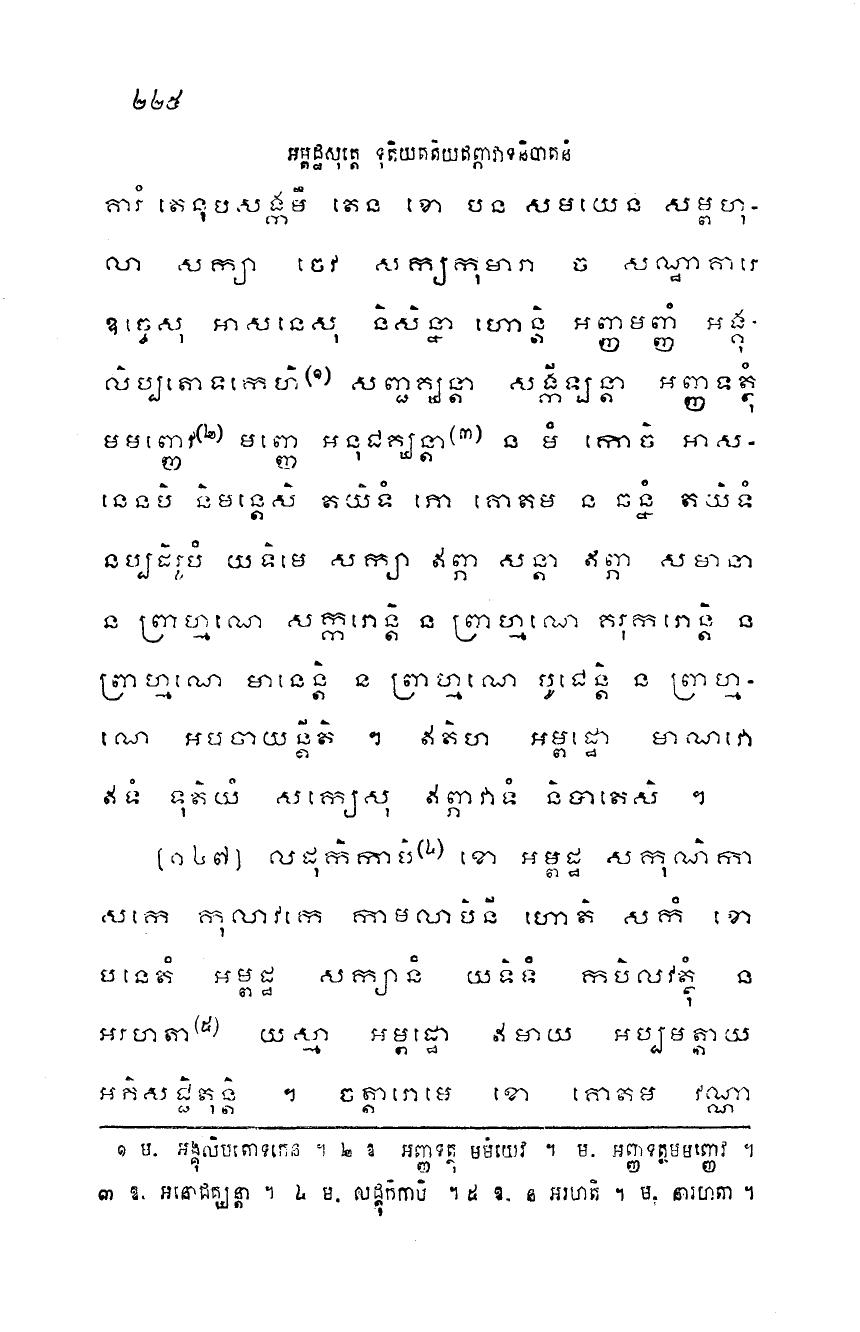 ២២៥
អម្ពដ្ឋសុត្តេ ទុតិយតតិយឥព្ភាវាទនិបាតនំ
ការំ តេនុបសង្កាមឹ តេន ខោ បន សមយេន សម្ពហុ-
លា សក្យា ចេវ សក្យកុមារា ច សណ្ឋាគារេ
ឧច្ចេសុ អាសនេសុ និសិន្នា ហោន្តិ អញ្ញមញ្ញំ អង្គុ-
លិប្បតោទកេហិ(១) សញ្ជគ្ឃន្តា សង្កីឡន្តា អញ្ញទត្ថុំ
មមញ្ញេវ(២) មញ្ញេ អនុជគ្ឃន្តា(៣) ន មំ កោចិ អាស-
នេនបិ និមន្តេសិ តយិទំ ភោ គោតម ន ច្ឆន្នំ តយិទំ
នប្បដិរូបំ យទិមេ សក្យា ឥព្ភា សន្តា ឥព្ភា សមានា
ន ព្រាហ្មណេ សក្ករោន្តិ ន ព្រាហ្មណេ គរុករោន្តិ ន
ព្រាហ្មណេ មានេន្តិ ន ព្រាហ្មណេ បូជេន្តិ ន ព្រាហ្ម-
ណេ អបចាយន្តីតិ ។ ឥតិហ អម្ពដ្ឋោ មាណវោ
ឥទំ ទុតិយំ សក្យេសុ ឥព្ភាវាទំ និបាតេសិ ។
(១៤៧) លដុកិកាបិ(៤) ខោ អម្ពដ្ឋ សកុណិកា
សកេ កុលាវកេ កាមលាបិនី ហោតិ សកំ ខោ
បនេតំ អម្ពដ្ឋ សក្យានំ យទិទំ កបិលវត្ថុំ ន
អរហតា(៥) យស្មា អម្ពដ្ឋោ ឥមាយ អប្បមត្តាយ
អភិសជ្ជិតុន្តិ ។ ចត្តារោមេ ខោ គោតម វណ្ណា
១ ម. អង្គុលិបតោទកេន ។ ២ ឧ អញ្ញទត្ថុ មមំយេវ ។ ម. អញ្ញទត្ថុមមញ្ញេវ ។
៣ ឧ. អនោជគ្ឃន្តា ។ ៤ ម. លដ្ដុកិកាបិ ។ ៥ ឧ. ន អរហតិ ។ ម. នារហតា ។